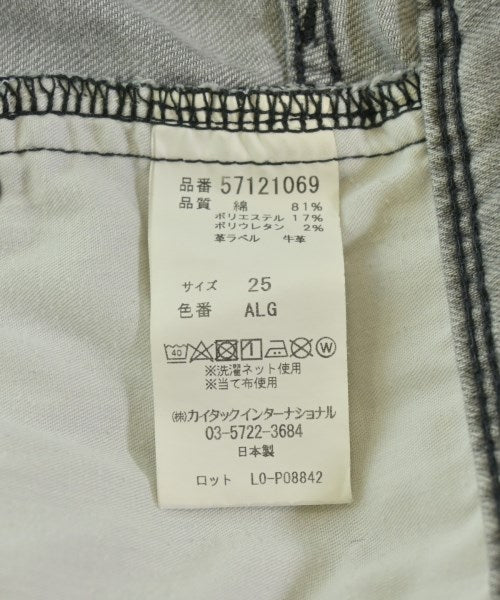 品番 57121069
品質 綿 81%
ポリエステル 17%
ポリウレタン 2%
革ラベル 牛革
サイズ 25
色番 ALG
40 1 W
※洗濯ネット使用
※当て布使用
㈱カイタックインターナショナル
03-5722-3684
日本製
ロット L0-P08842